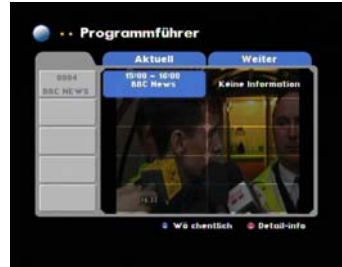 Programmführer
Aktuell Weiter
0004
BBC NEWS
15:00 ~ 16:00
BBC News
Keine Information
Wö chentlich Detail-info